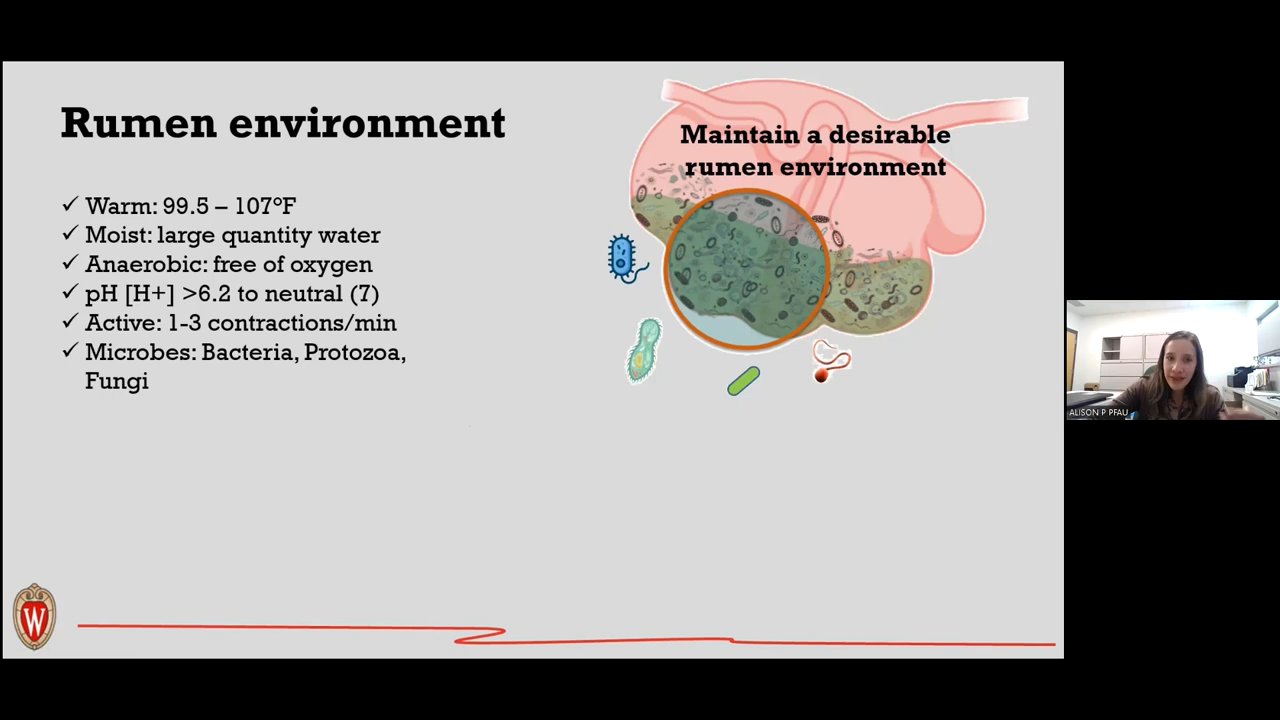 Rumen environment
Maintain a desirable
rumen environment
✓ Warm: 99.5 – 107°F
✓ Moist: large quantity water
✓ Anaerobic: free of oxygen
✓ pH [H+] >6.2 to neutral (7)
✓ Active: 1-3 contractions/min
✓ Microbes: Bacteria, Protozoa,
Fungi
W
ALISON P PFAU